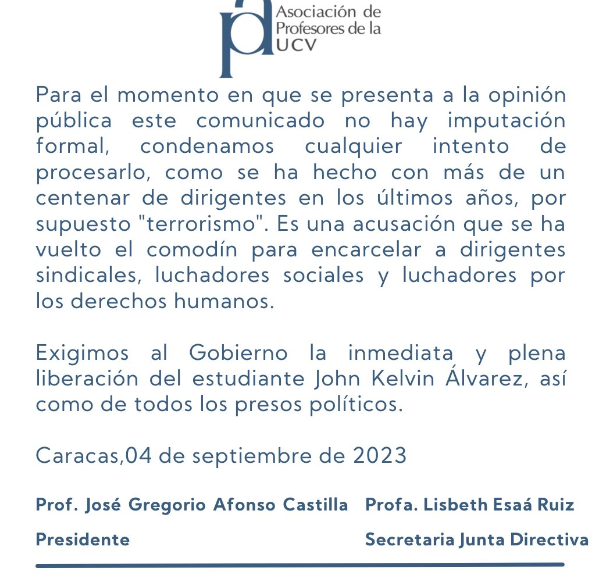 Asociación de
Profesores de la
UCV
Para el momento en que se presenta a la opinión
pública este comunicado no hay imputación
formal, condenamos cualquier intento de
procesarlo, como se ha hecho con más de un
centenar de dirigentes en los últimos años, por
supuesto "terrorismo". Es una acusación que se ha
vuelto el comodín para encarcelar a dirigentes
sindicales, luchadores sociales y luchadores por
los derechos humanos.
Exigimos al Gobierno la inmediata y plena
liberación del estudiante John Kelvin Álvarez, así
como de todos los presos políticos.
Caracas,04 de septiembre de 2023
Prof. José Gregorio Afonso Castilla Profa. Lisbeth Esaá Ruiz
Presidente Secretaria Junta Directiva